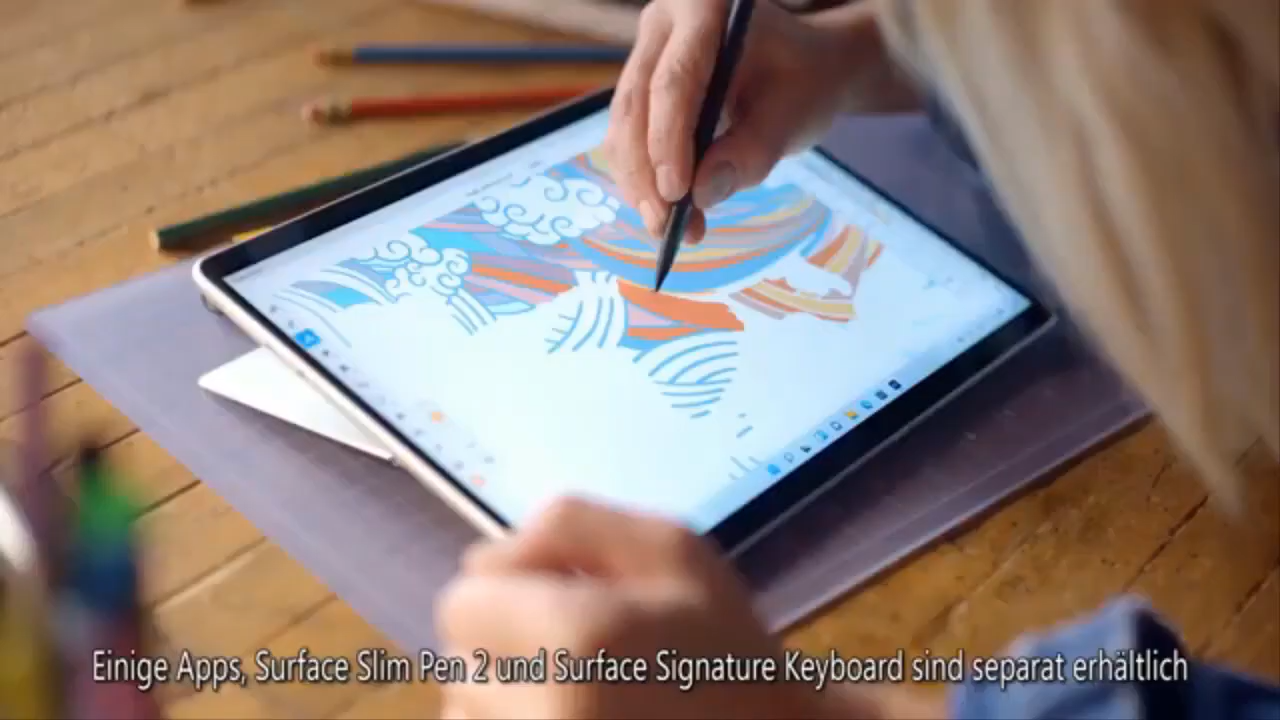 Einige Apps, Surface Slim Pen 2 und Surface Signature Keyboard sind separat erhältlich